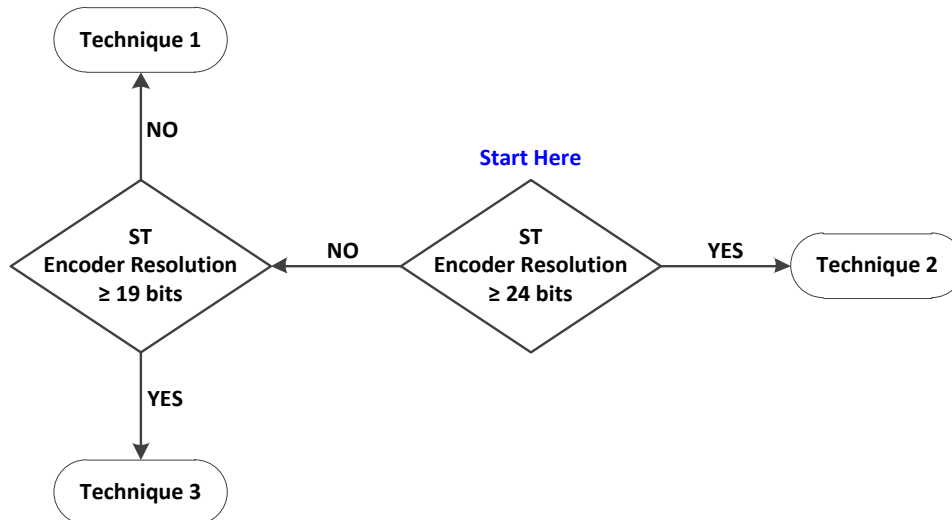 Technique 1
NO
Start Here
ST
Encoder Resolution
≥ 19 bits
NO
ST
Encoder Resolution
≥ 24 bits
YES
Technique 2
YES
Technique 3